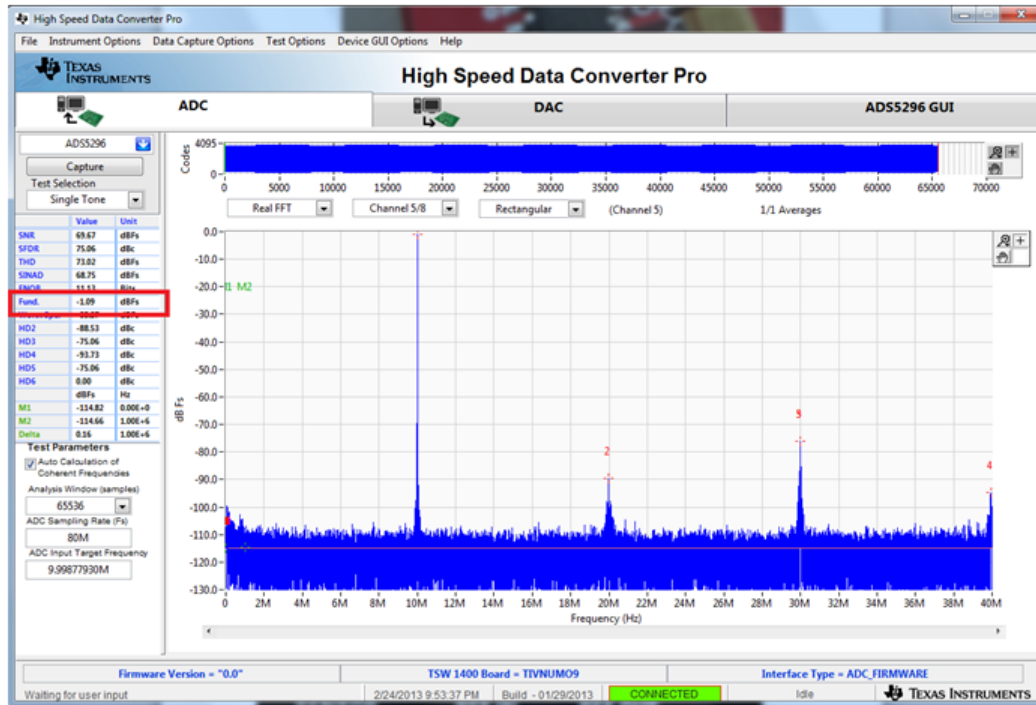 High Speed Data Converter Pro
File Instrument Options Data Capture Options Test Options Device GUI Options Help
TEXAS INSTRUMENTS
High Speed Data Converter Pro
ADC
DAC
ADS5296 GUI
ADS5296
Capture
Test Selection
Single Tone
Value Unit
SNR 69.67 dBFs
SFDR 75.06 dBc
THD 73.02 dBFs
SINAD 68.75 dBFs
ENOB 11.13 Bits
Fund. -1.09 dBFs
HD2 -88.53 dBc
HD3 -75.06 dBc
HD4 -93.73 dBc
HD5 -75.06 dBc
HD6 0.00 dBc
dBFs Hz
M1 -114.82 0.00E+0
M2 -114.66 1.00E+6
Delta 0.16 1.00E+6
Test Parameters
Auto Calculation of
Coherent Frequencies
Analysis Window (samples)
65536
ADC Sampling Rate (Fs)
80M
ADC Input Target Frequency
9.99877930M
Codes
4095
0
0 5000 10000 15000 20000 25000 30000 35000 40000 45000 50000 55000 60000 65000 70000
Real FFT
Channel 5/8
Rectangular
(Channel 5)
1/1 Averages
dB Fs
0.0
-10.0
-20.0
-30.0
-40.0
-50.0
-60.0
-70.0
-80.0
-90.0
-100.0
-110.0
-120.0
-130.0
M2
2
4
0 2M 4M 6M 8M 10M 12M 14M 16M 18M 20M 22M 24M 26M 28M 30M 32M 34M 36M 38M 40M
Frequency (Hz)
Firmware Version = "0.0"
TSW 1400 Board = TIVNUMO9
Interface Type = ADC_FIRMWARE
Waiting for user input
2/24/2013 9:53:37 PM
Build - 01/29/2013
CONNECTED
Idle
TEXAS INSTRUMENTS